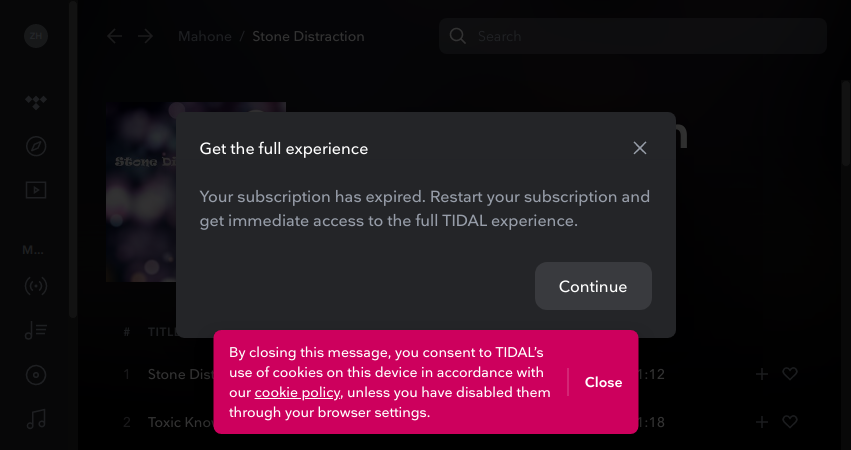 ZH
Mahone / Stone Distraction
Search
Stone Di
n
Get the full experience
Your subscription has expired. Restart your subscription and
get immediate access to the full TIDAL experience.
M...
Continue
# TITL
By closing this message, you consent to TIDAL’s
use of cookies on this device in accordance with
our cookie policy, unless you have disabled them
through your browser settings.
Close
1 Stone Dist 1:12
2 Toxic Know 1:18